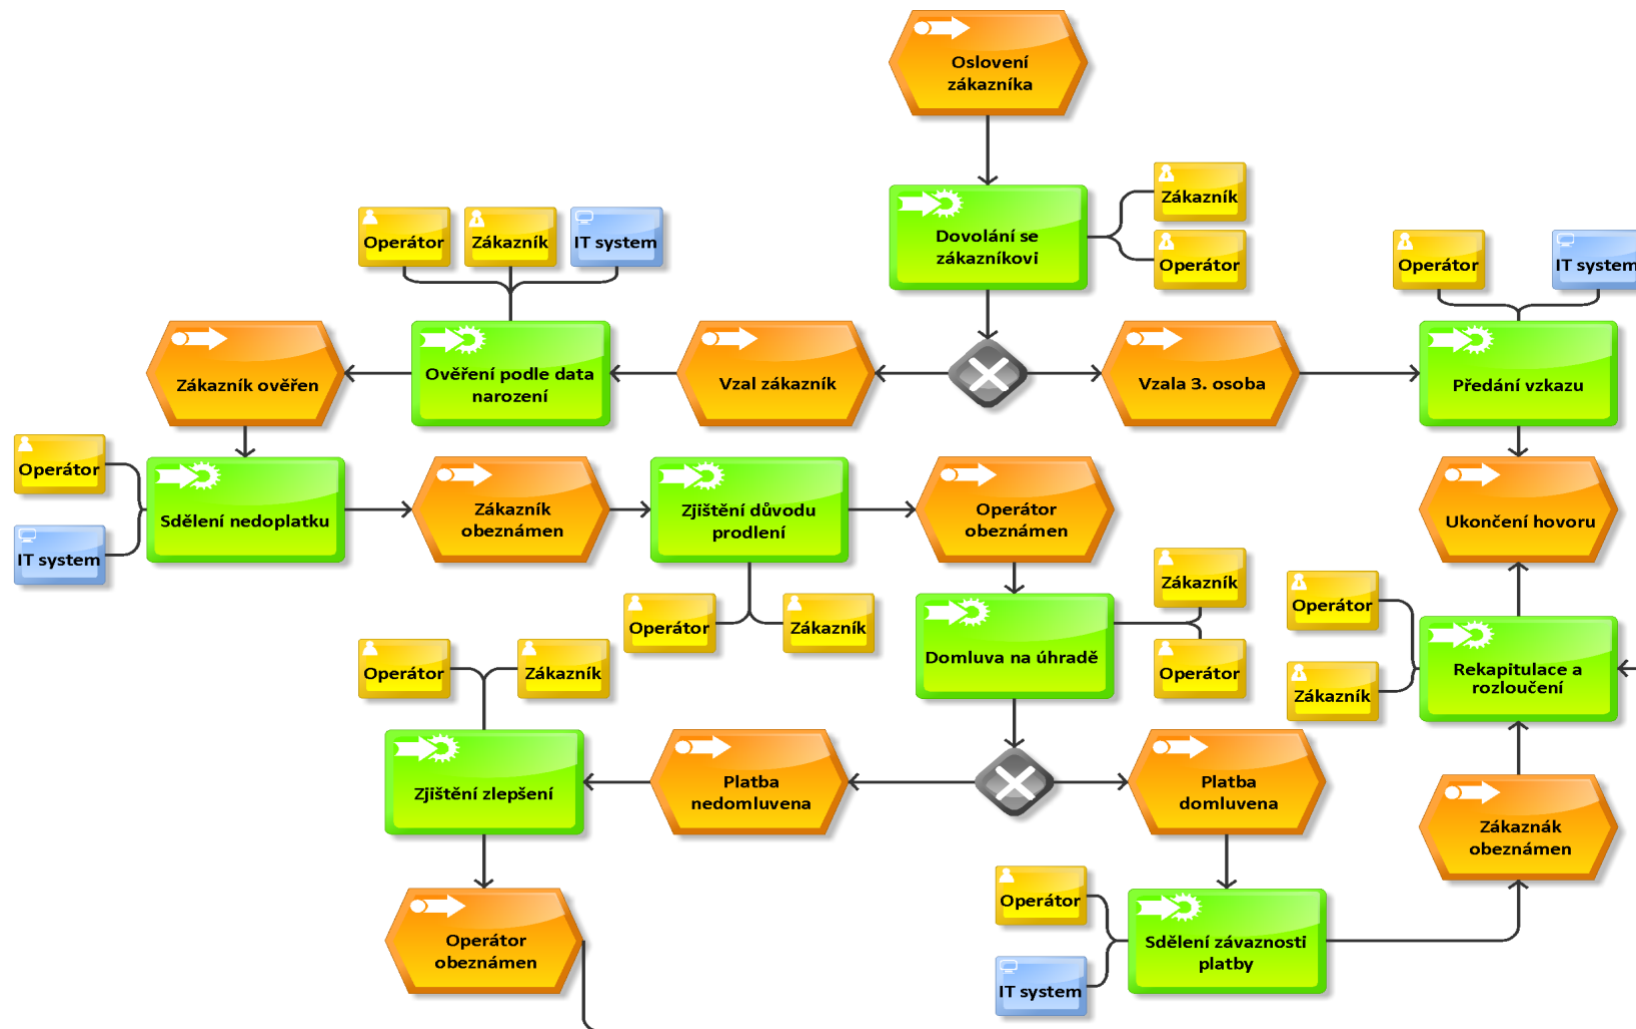 Oslovení
zákazníka
Zákazník
Dovolání se
zákazníkovi
Operátor
Operátor
Zákazník
IT system
Operátor
IT system
Zákazník ověřen
Ověření podle data
narození
Vzal zákazník
Vzala 3. osoba
Předání vzkazu
Operátor
Sdělení nedoplatku
IT system
Zákazník
obeznámen
Zjištění důvodu
prodlení
Operátor
obeznámen
Ukončení hovoru
Operátor
Zákazník
Zákazník
Domluva na úhradě
Operátor
Operátor
Zákazník
Rekapitulace a
rozloučení
Operátor
Zákazník
Zjištění zlepšení
Platba
nedomluvena
Platba
domluvena
Zákaznák
obeznámen
Operátor
obeznámen
Operátor
IT system
Sdělení závaznosti
platby